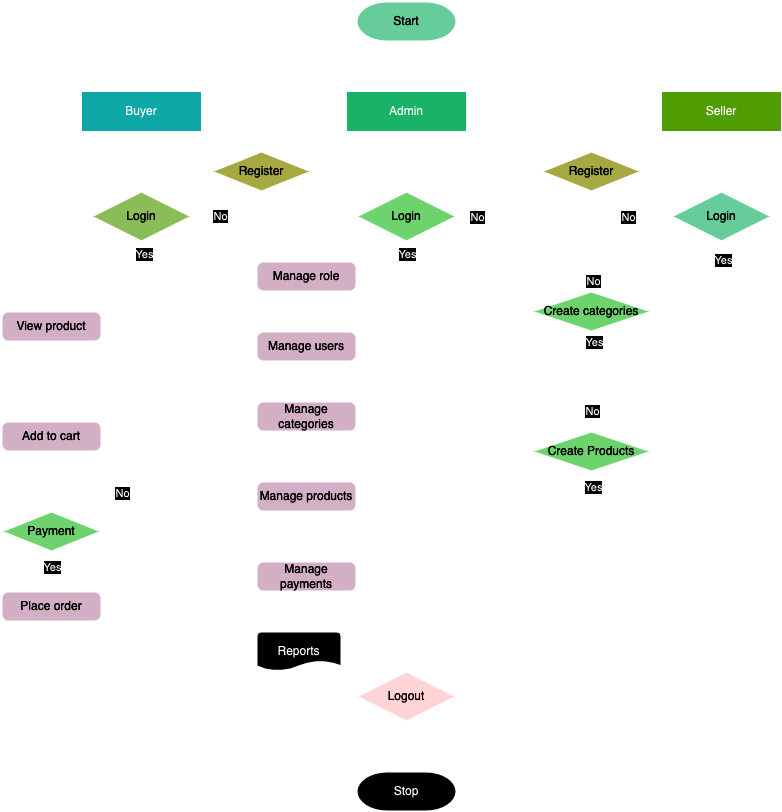 Start
Buyer
Admin
Seller
Register
Register
Login
No
Login
No
No
Login
Yes
Yes
Yes
Manage role
No
Create categories
View product
Yes
Manage users
Manage
categories
No
Add to cart
Create Products
No
Manage products
Yes
Payment
Yes
Manage
payments
Place order
Reports
Logout
Stop